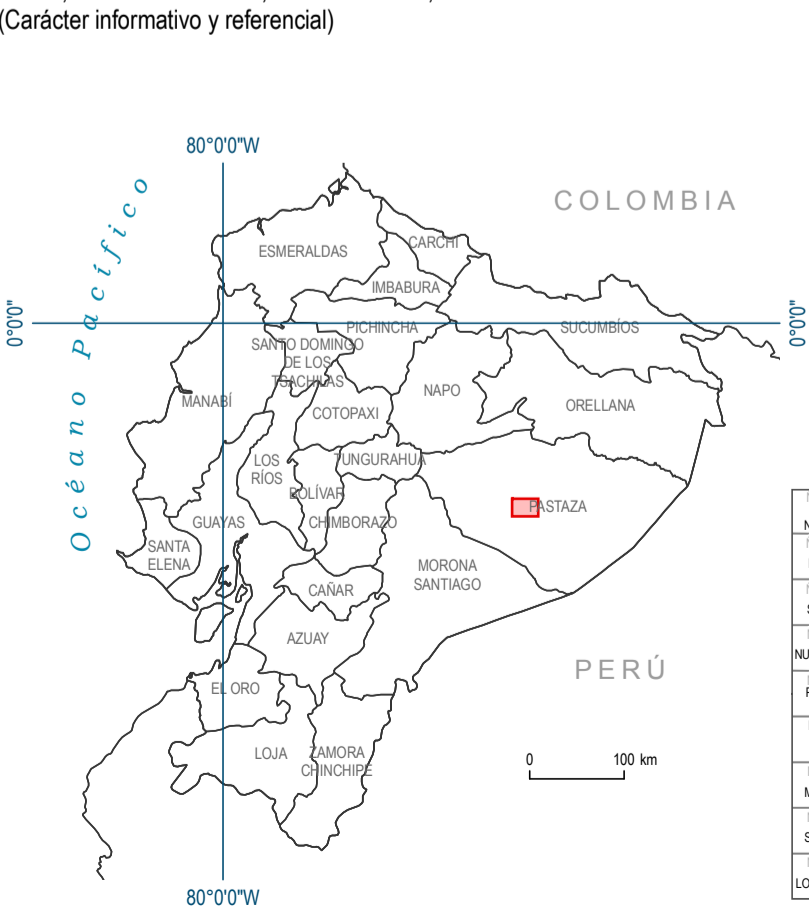 (Carácter informativo y referencial)
80°0'0"W
COLOMBIA
Océano Pacífico
CARCHI
ESMERALDAS
IMBABURA
0°0'0"
0°0'0"
PICHINCHA
SUCUMBÍOS
SANTO DOMINGO
DE LOS
TSACHILAS
NAPO
MANABÍ
COTOPAXI
ORELLANA
LOS
RÍOS
TUNGURAHUA
BOLÍVAR
PASTAZA
GUAYAS
CHIMBORAZO
SANTA
ELENA
MORONA
SANTIAGO
CAÑAR
AZUAY
PERÚ
EL ORO
LOJA
ZAMORA
CHINCHIPE
0
100 km
80°0'0"W
NU
LO